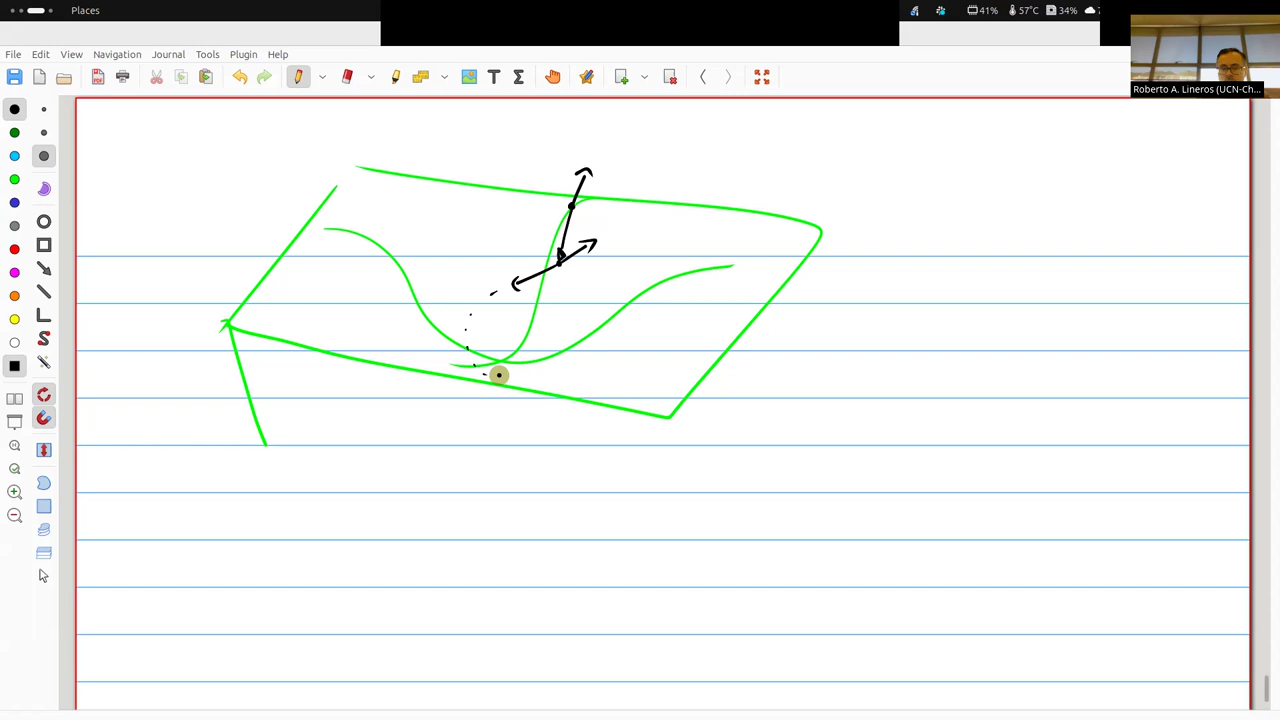 Places
41%
57°C
34%
File Edit View Navigation Journal Tools Plugin Help
Roberto A. Lineros (UCN-Ch...